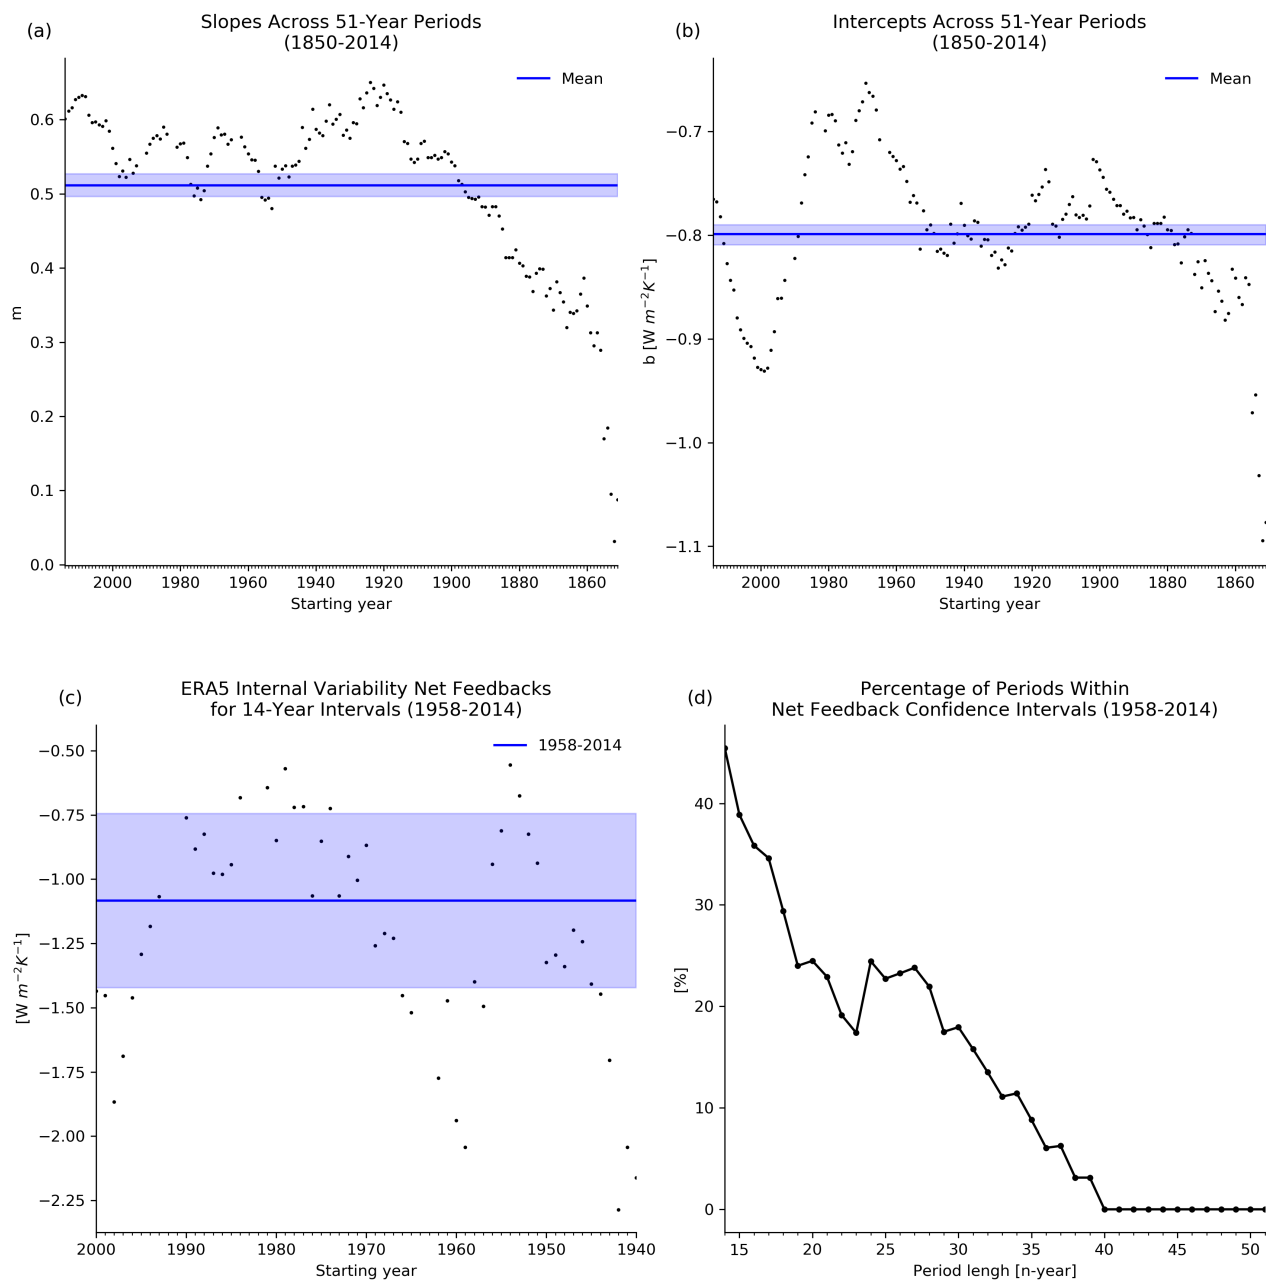 (a)
Slopes Across 51-Year Periods
(1850-2014)
Mean
m
0.6
0.5
0.4
0.3
0.2
0.1
0.0
2000 1980 1960 1940 1920 1900 1880 1860
Starting year
(b)
Intercepts Across 51-Year Periods
(1850-2014)
Mean
b [W m⁻²K⁻¹]
−0.7
−0.8
−0.9
−1.0
−1.1
2000 1980 1960 1940 1920 1900 1880 1860
Starting year
(c)
ERA5 Internal Variability Net Feedbacks
for 14-Year Intervals (1958-2014)
1958-2014
[W m⁻²K⁻¹]
−0.50
−0.75
−1.00
−1.25
−1.50
−1.75
−2.00
−2.25
2000 1990 1980 1970 1960 1950 1940
Starting year
(d)
Percentage of Periods Within
Net Feedback Confidence Intervals (1958-2014)
[%]
40
30
20
10
0
15 20 25 30 35 40 45 50
Period lengh [n-year]